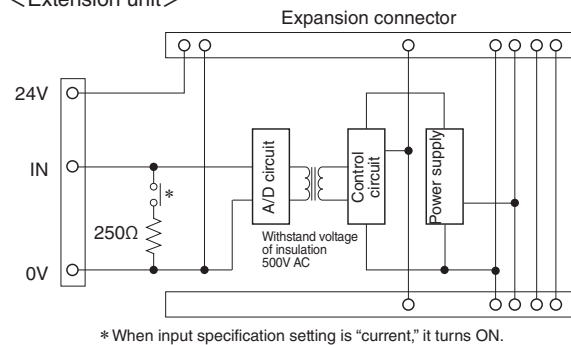 <Extension unit>
Expansion connector
24V
IN
*
250Ω
0V
A/D circuit
Withstand voltage
of insulation
500V AC
Control
circuit
Power supply
* When input specification setting is “current,” it turns ON.